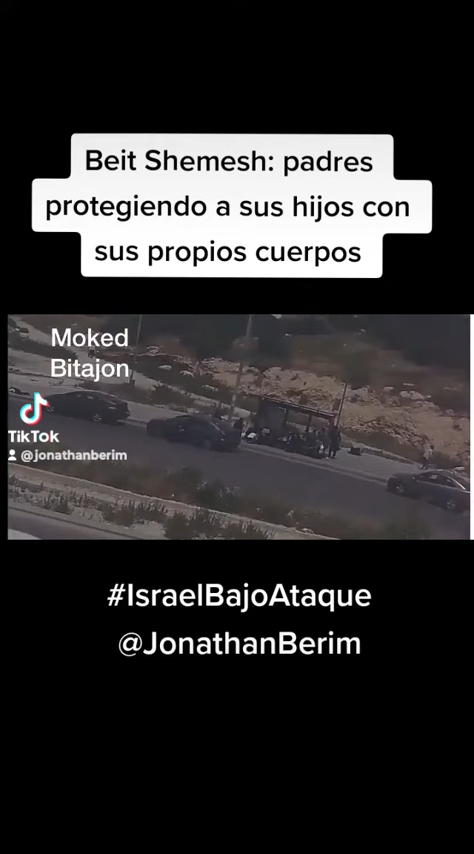 Beit Shemesh: padres
protegiendo a sus hijos con
sus propios cuerpos
Moked
Bitajon
TikTok
@jonathanberim
#IsraelBajoAtaque
@JonathanBerim